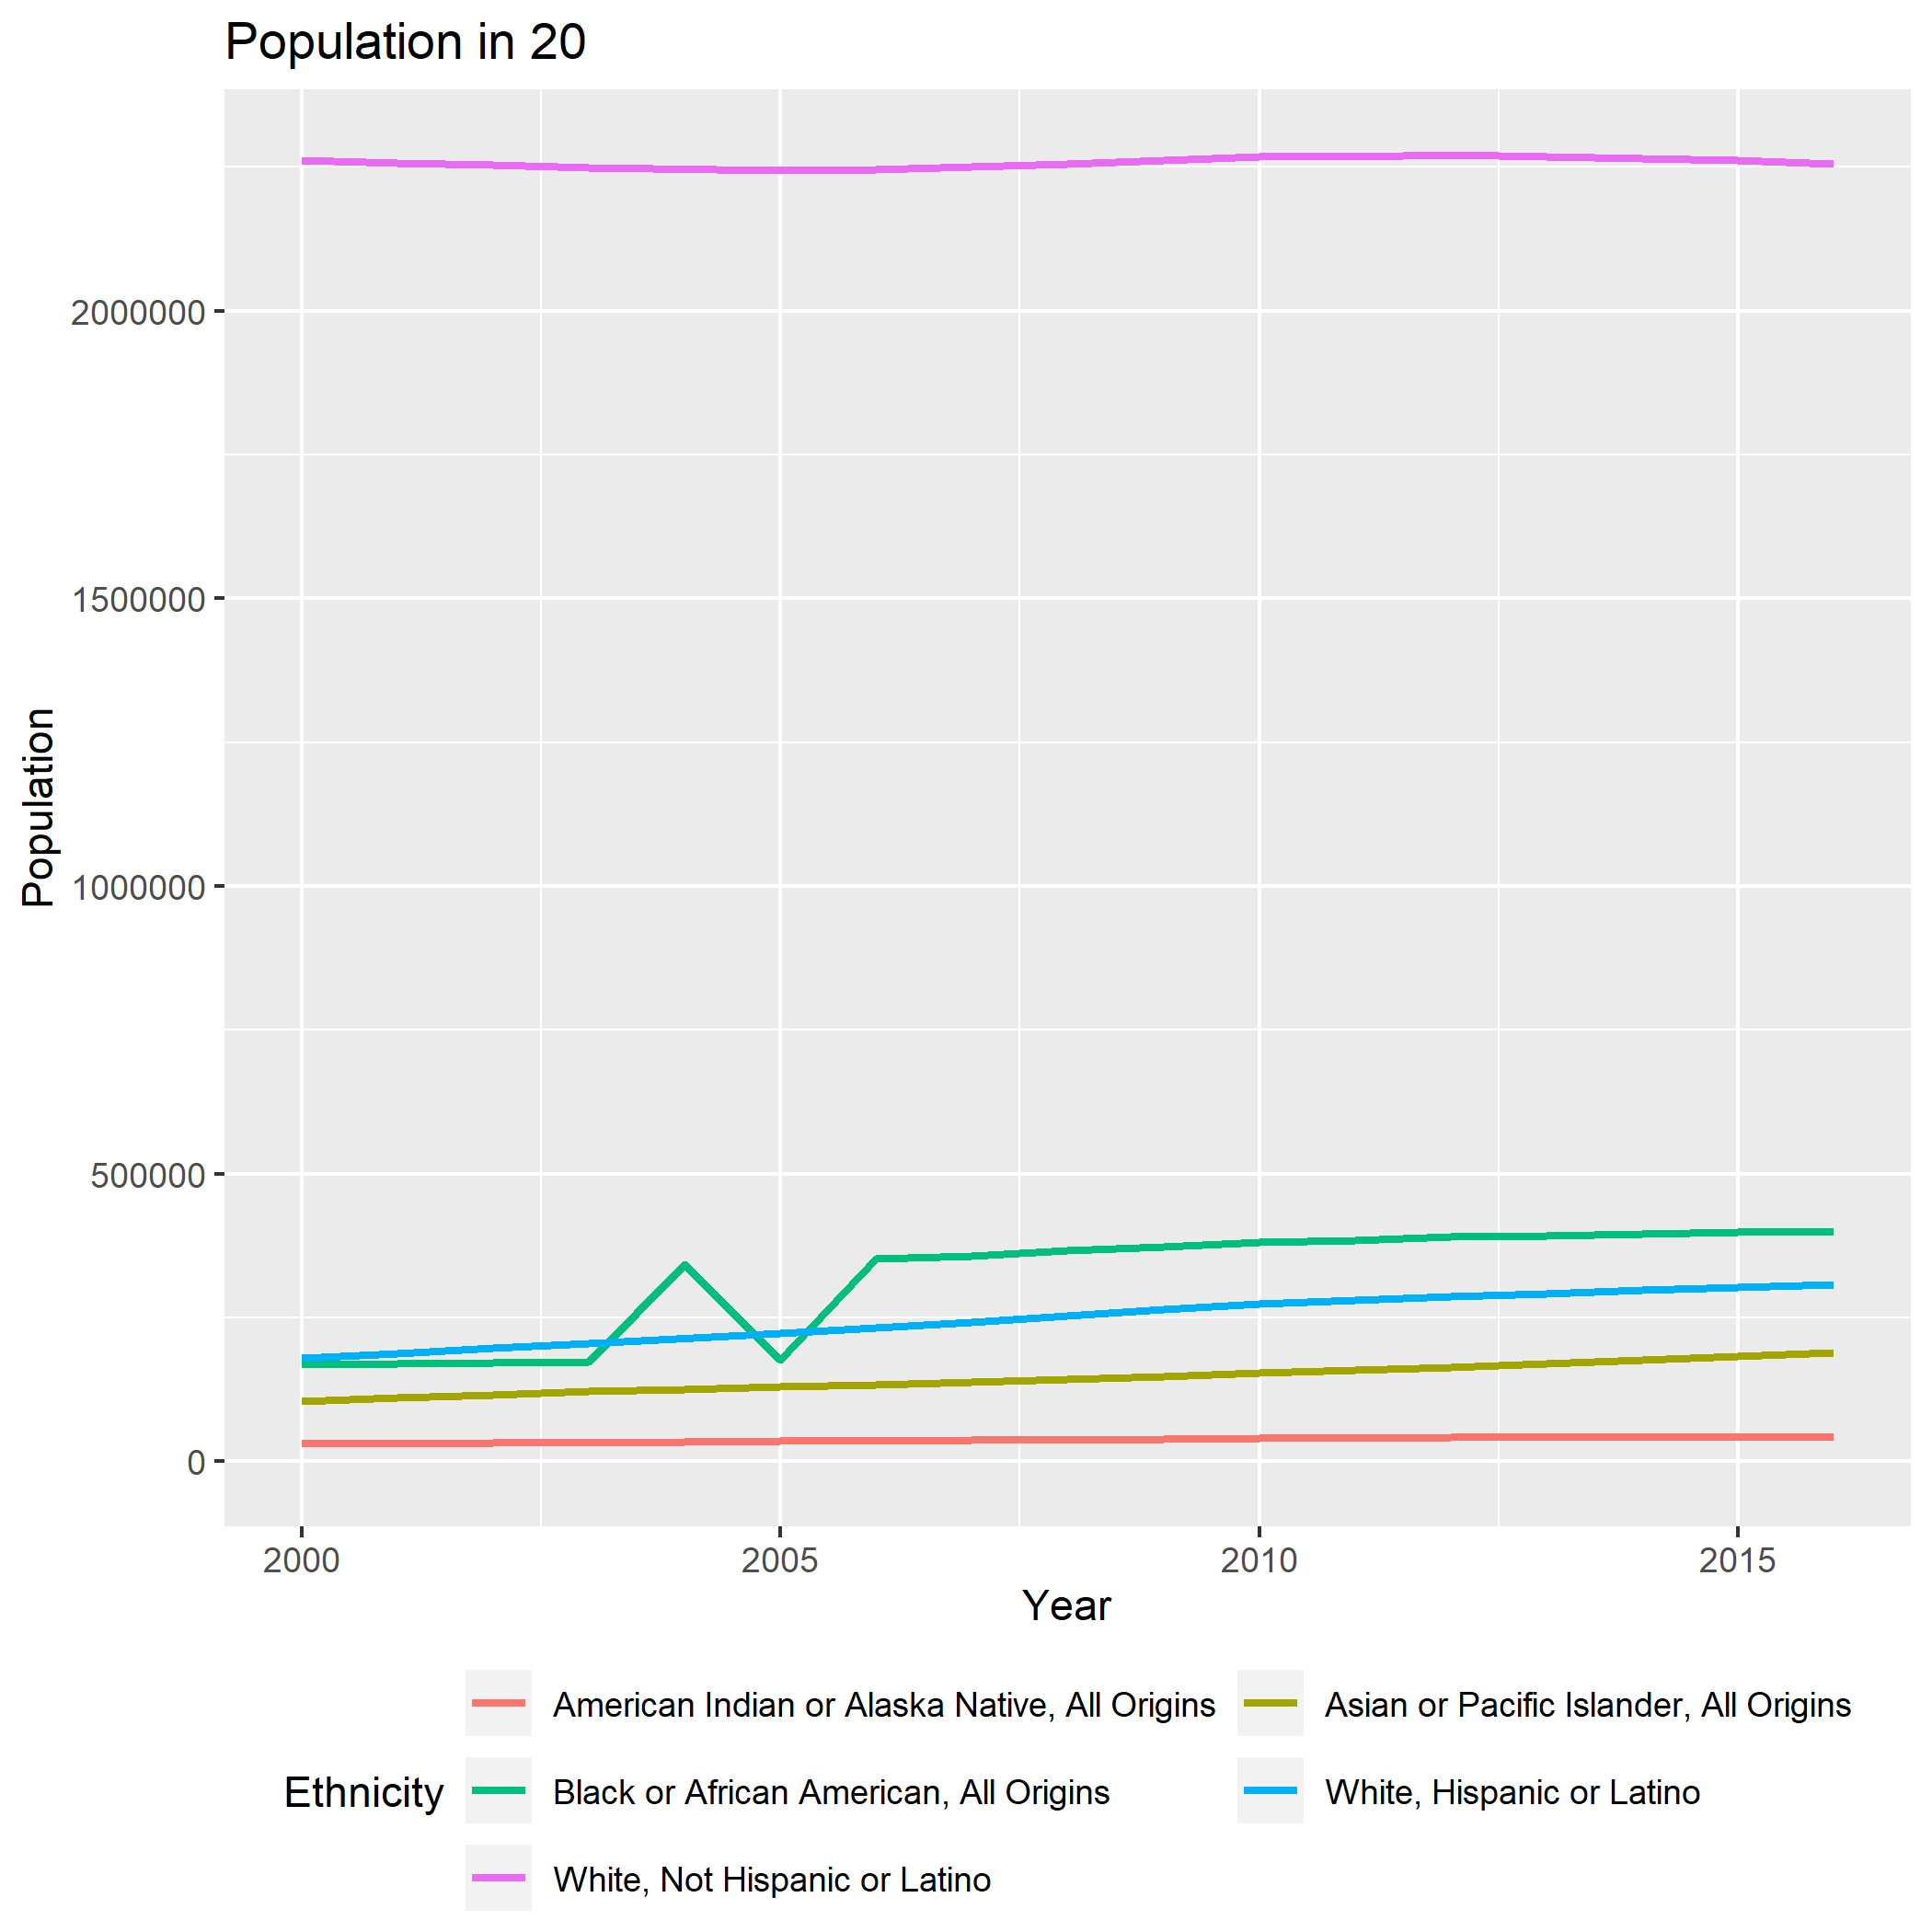 Population in 20
Population
2000000
1500000
1000000
500000
0
2000 2005 2010 2015
Year
Ethnicity
American Indian or Alaska Native, All Origins
Asian or Pacific Islander, All Origins
Black or African American, All Origins
White, Hispanic or Latino
White, Not Hispanic or Latino